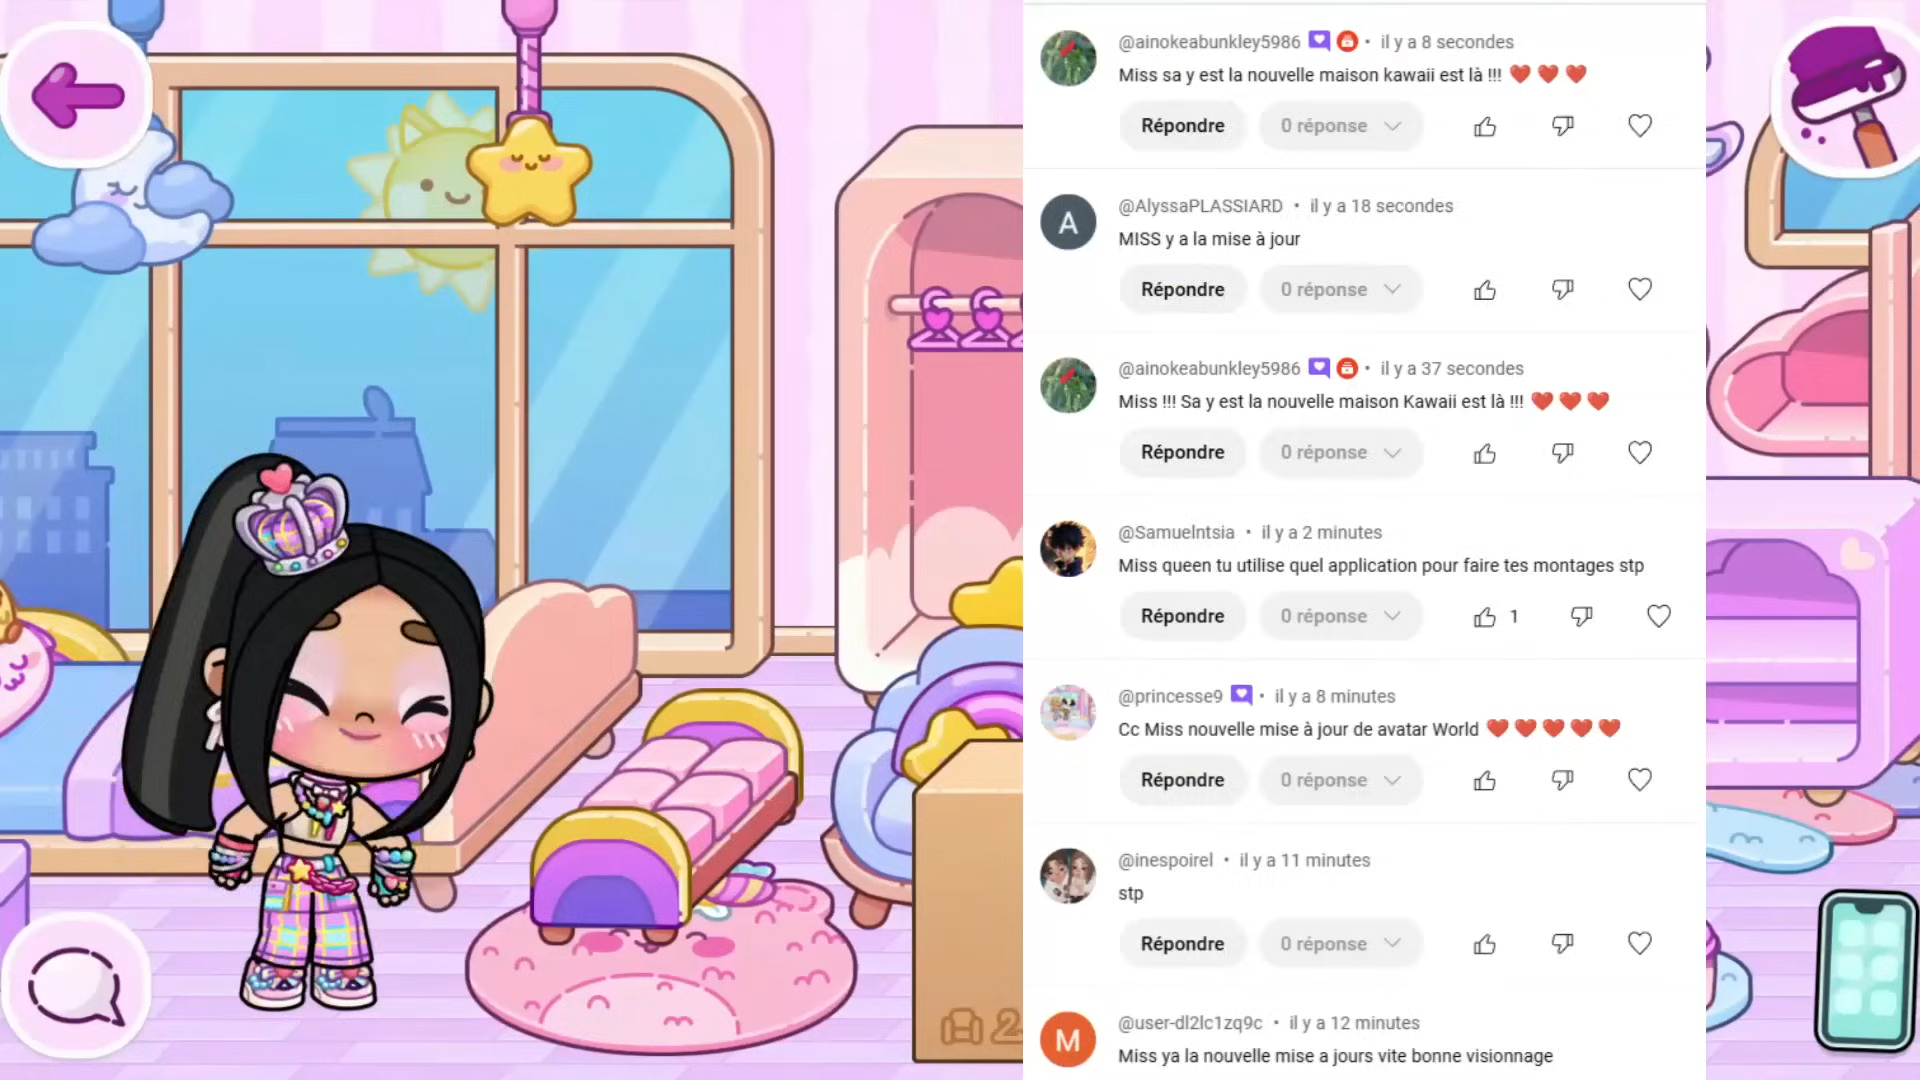 @ainokeabunkley5986 • il y a 8 secondes
Miss sa y est la nouvelle maison kawaii est là !!! ❤️ ❤️ ❤️
Répondre 0 réponse
A
@AlyssaPLASSIARD • il y a 18 secondes
MISS y a la mise à jour
Répondre 0 réponse
@ainokeabunkley5986 • il y a 37 secondes
Miss !!! Sa y est la nouvelle maison Kawaii est là !!! ❤️ ❤️ ❤️
Répondre 0 réponse
@Samuelntsia • il y a 2 minutes
Miss queen tu utilise quel application pour faire tes montages stp
Répondre 0 réponse 1
@princesse9 • il y a 8 minutes
Cc Miss nouvelle mise à jour de avatar World ❤️ ❤️ ❤️ ❤️ ❤️
Répondre 0 réponse
@inespoirel • il y a 11 minutes
stp
Répondre 0 réponse
M
@user-dl2lc1zq9c • il y a 12 minutes
Miss ya la nouvelle mise a jours vite bonne visionnage